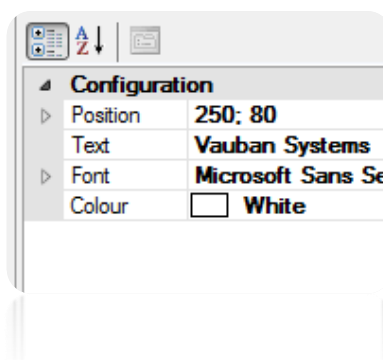 A Z
Configuration
Position 250; 80
Text Vauban Systems
Font Microsoft Sans Se
Colour White